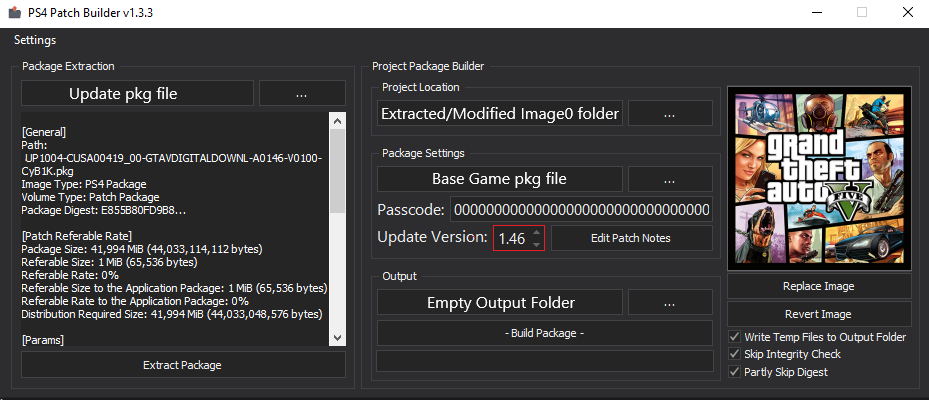 PS4 Patch Builder v1.3.3
Settings
Package Extraction
Update pkg file
...
[General]
Path:
UP1004-CUSA00419_00-GTAVDIGITALDOWNL-A0146-V0100-
CyB1K.pkg
Image Type: PS4 Package
Volume Type: Patch Package
Package Digest: E855B80FD9B8...
[Patch Referable Rate]
Package Size: 41,994 MiB (44,033,114,112 bytes)
Referable Size: 1 MiB (65,536 bytes)
Referable Rate: 0%
Referable Size to the Application Package: 1 MiB (65,536 bytes)
Referable Rate to the Application Package: 0%
Distribution Required Size: 41,994 MiB (44,033,048,576 bytes)
[Params]
Extract Package
Project Package Builder
Project Location
Extracted/Modified Image0 folder
...
Package Settings
Base Game pkg file
...
Passcode: 00000000000000000000000000000000
Update Version: 1.46
Edit Patch Notes
Output
Empty Output Folder
...
- Build Package -
grand
theft
auto
V
FIVE
Replace Image
Revert Image
Write Temp Files to Output Folder
Skip Integrity Check
Partly Skip Digest